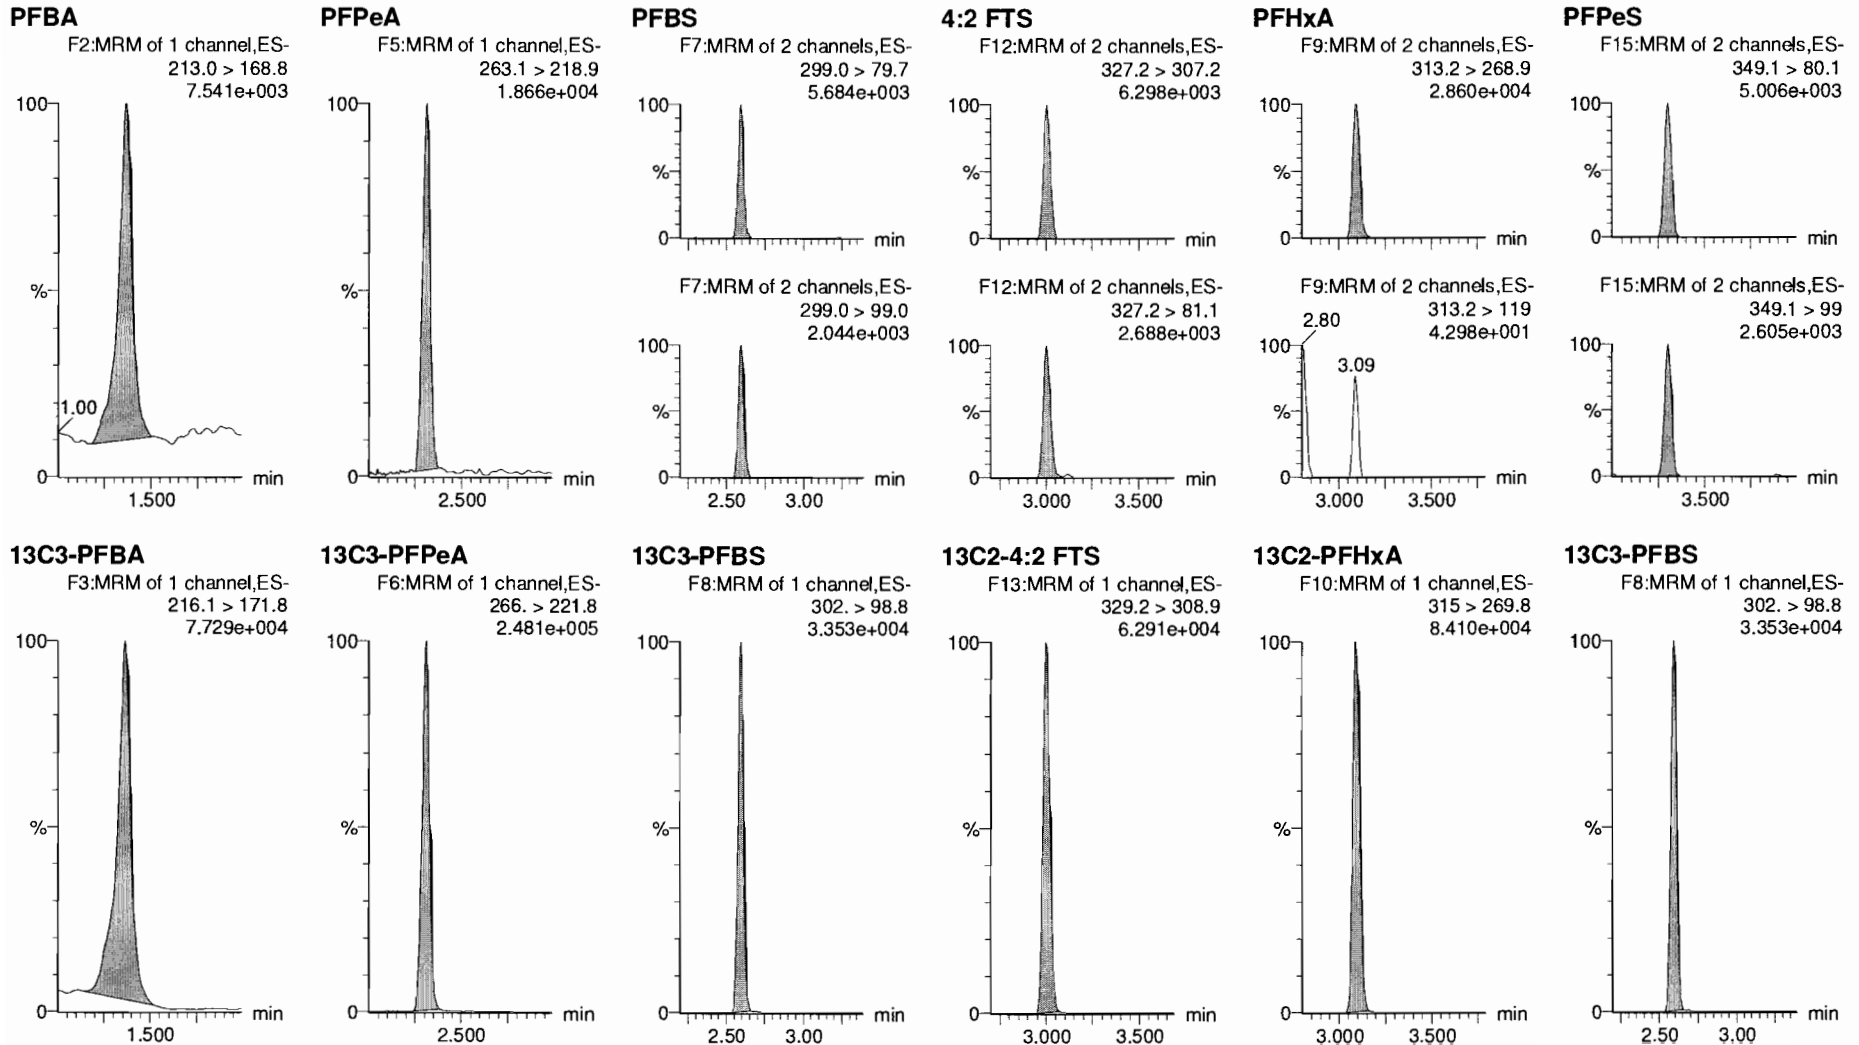 PFBA
F2:MRM of 1 channel,ES-
213.0 > 168.8
7.541e+003
100
%
1.00
0
min
1.500
PFPeA
F5:MRM of 1 channel,ES-
263.1 > 218.9
1.866e+004
100
%
0
min
2.500
PFBS
F7:MRM of 2 channels,ES-
299.0 > 79.7
5.684e+003
100
%
0
min
F7:MRM of 2 channels,ES-
299.0 > 99.0
2.044e+003
100
%
0
min
2.50 3.00
4:2 FTS
F12:MRM of 2 channels,ES-
327.2 > 307.2
6.298e+003
100
%
0
min
F12:MRM of 2 channels,ES-
327.2 > 81.1
2.688e+003
100
%
0
min
3.000 3.500
PFHxA
F9:MRM of 2 channels,ES-
313.2 > 268.9
2.860e+004
100
%
0
min
F9:MRM of 2 channels,ES-
313.2 > 119
4.298e+001
2.80
100
3.09
%
0
min
3.000 3.500
PFPeS
F15:MRM of 2 channels,ES-
349.1 > 80.1
5.006e+003
100
%
0
min
F15:MRM of 2 channels,ES-
349.1 > 99
2.605e+003
100
%
0
min
3.500
13C3-PFBA
F3:MRM of 1 channel,ES-
216.1 > 171.8
7.729e+004
100
%
0
min
1.500
13C3-PFPeA
F6:MRM of 1 channel,ES-
266. > 221.8
2.481e+005
100
%
0
min
2.500
13C3-PFBS
F8:MRM of 1 channel,ES-
302. > 98.8
3.353e+004
100
%
0
min
2.50 3.00
13C2-4:2 FTS
F13:MRM of 1 channel,ES-
329.2 > 308.9
6.291e+004
100
%
0
min
3.000 3.500
13C2-PFHxA
F10:MRM of 1 channel,ES-
315 > 269.8
8.410e+004
100
%
0
min
3.000 3.500
13C3-PFBS
F8:MRM of 1 channel,ES-
302. > 98.8
3.353e+004
100
%
0
min
2.50 3.00